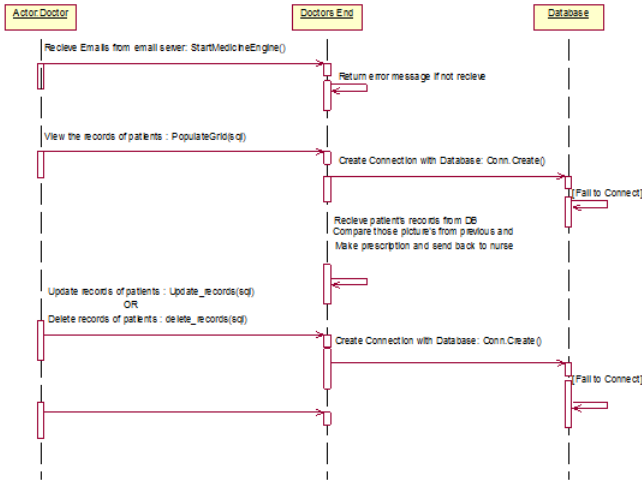 Actor:Doctor
Doctors End
Database
Recieve Emails from email server: StartMedicineEngine()
Return error message if not recieve
View the records of patients : PopulateGrid(sql)
Create Connection with Database: Conn.Create()
[Fail to Connect]
Recieve patient's records from DB
Compare those picture's from previous and
Make prescription and send back to nurse
Update records of patients : Update_records(sql)
OR
Delete records of patients : delete_records(sql)
Create Connection with Database: Conn.Create()
[Fail to Connect]